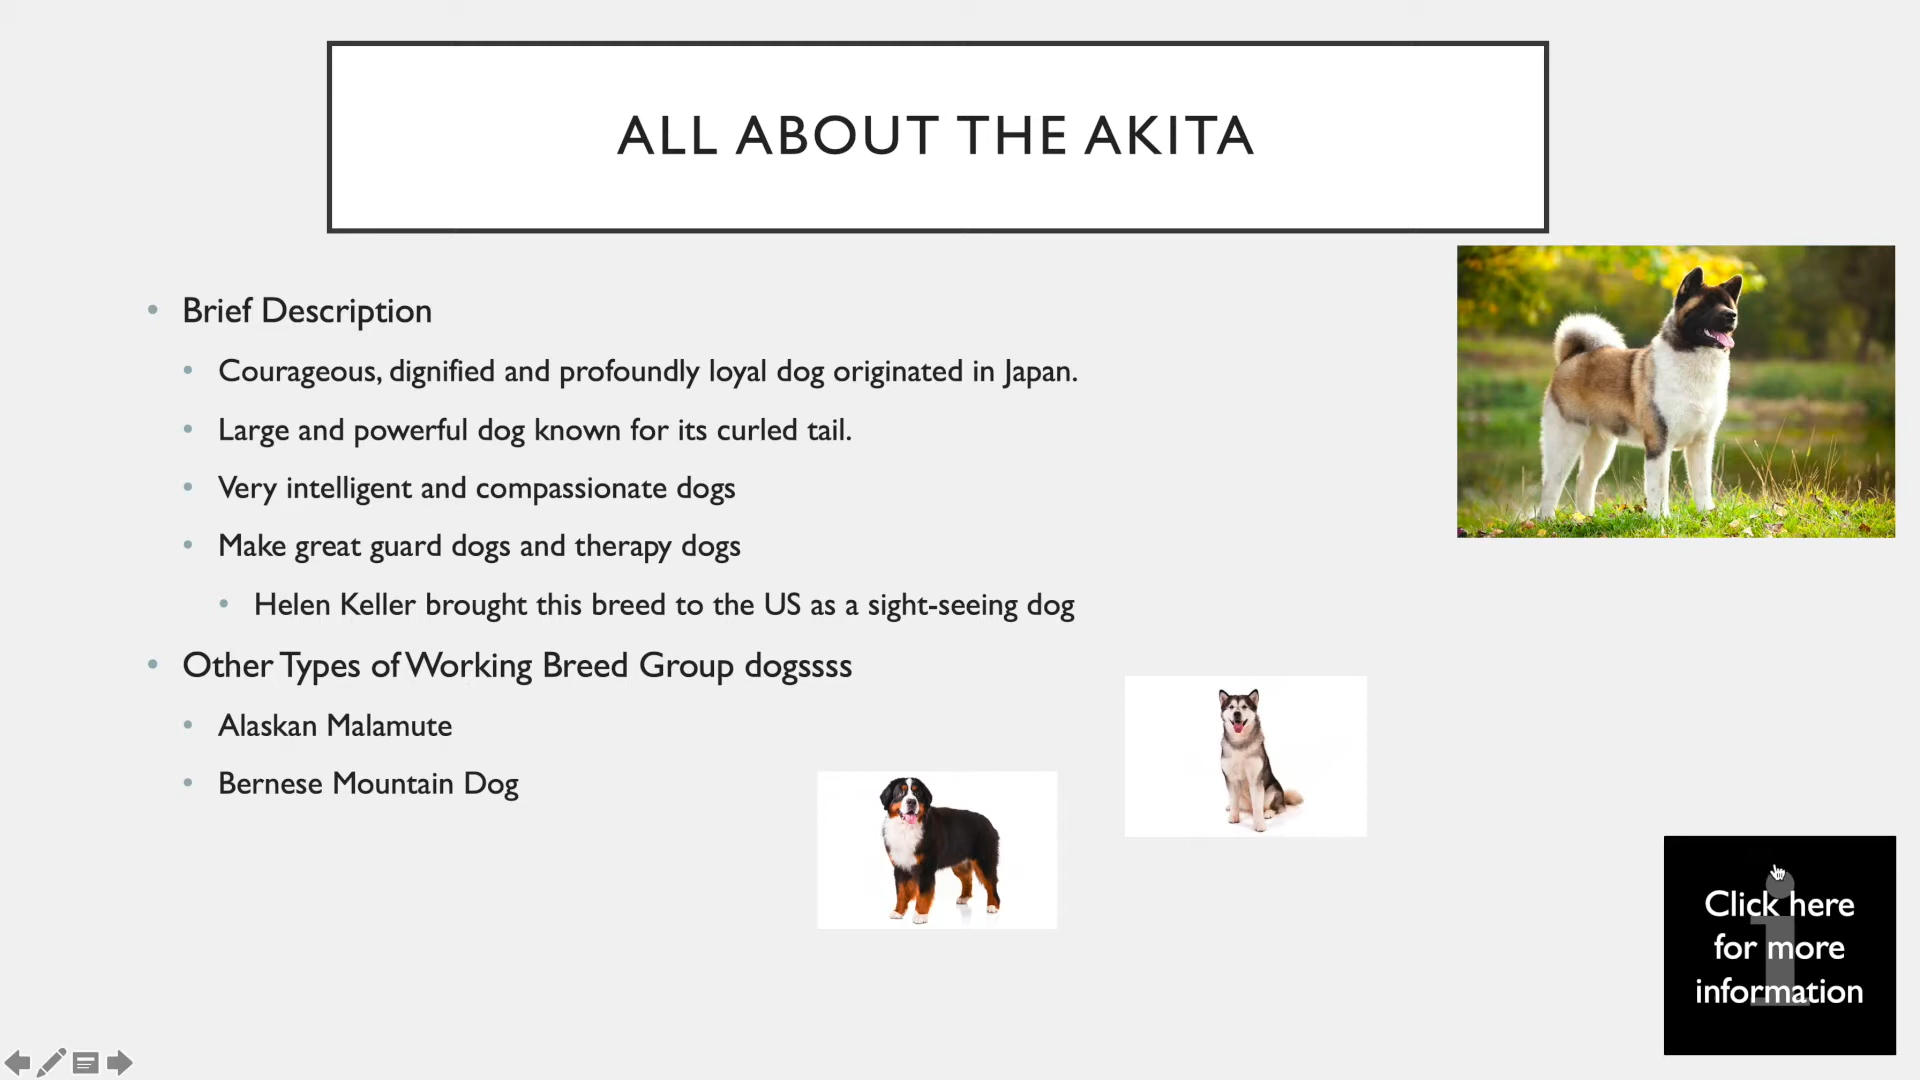 ALL ABOUT THE AKITA
Brief Description
Courageous, dignified and profoundly loyal dog originated in Japan.
Large and powerful dog known for its curled tail.
Very intelligent and compassionate dogs
Make great guard dogs and therapy dogs
Helen Keller brought this breed to the US as a sight-seeing dog
Other Types of Working Breed Group dogssss
Alaskan Malamute
Bernese Mountain Dog
Click here
for more
information